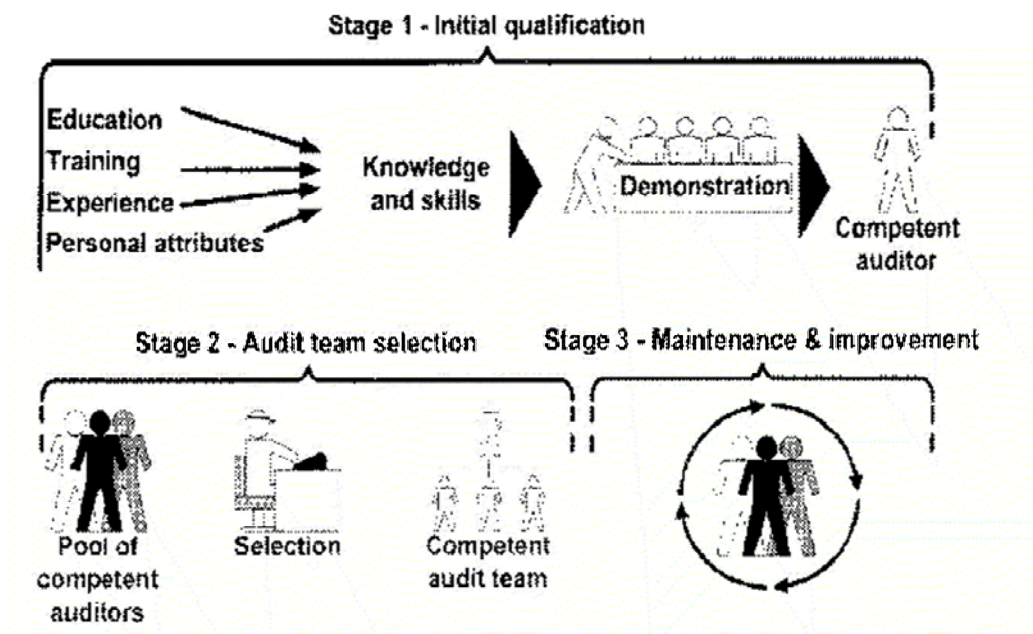 Stage 1 - Initial qualification
Education
Training
Experience
Personal attributes
Knowledge
and skills
Demonstration
Competent
auditor
Stage 2 - Audit team selection
Stage 3 - Maintenance & improvement
Pool of
competent
auditors
Selection
Competent
audit team